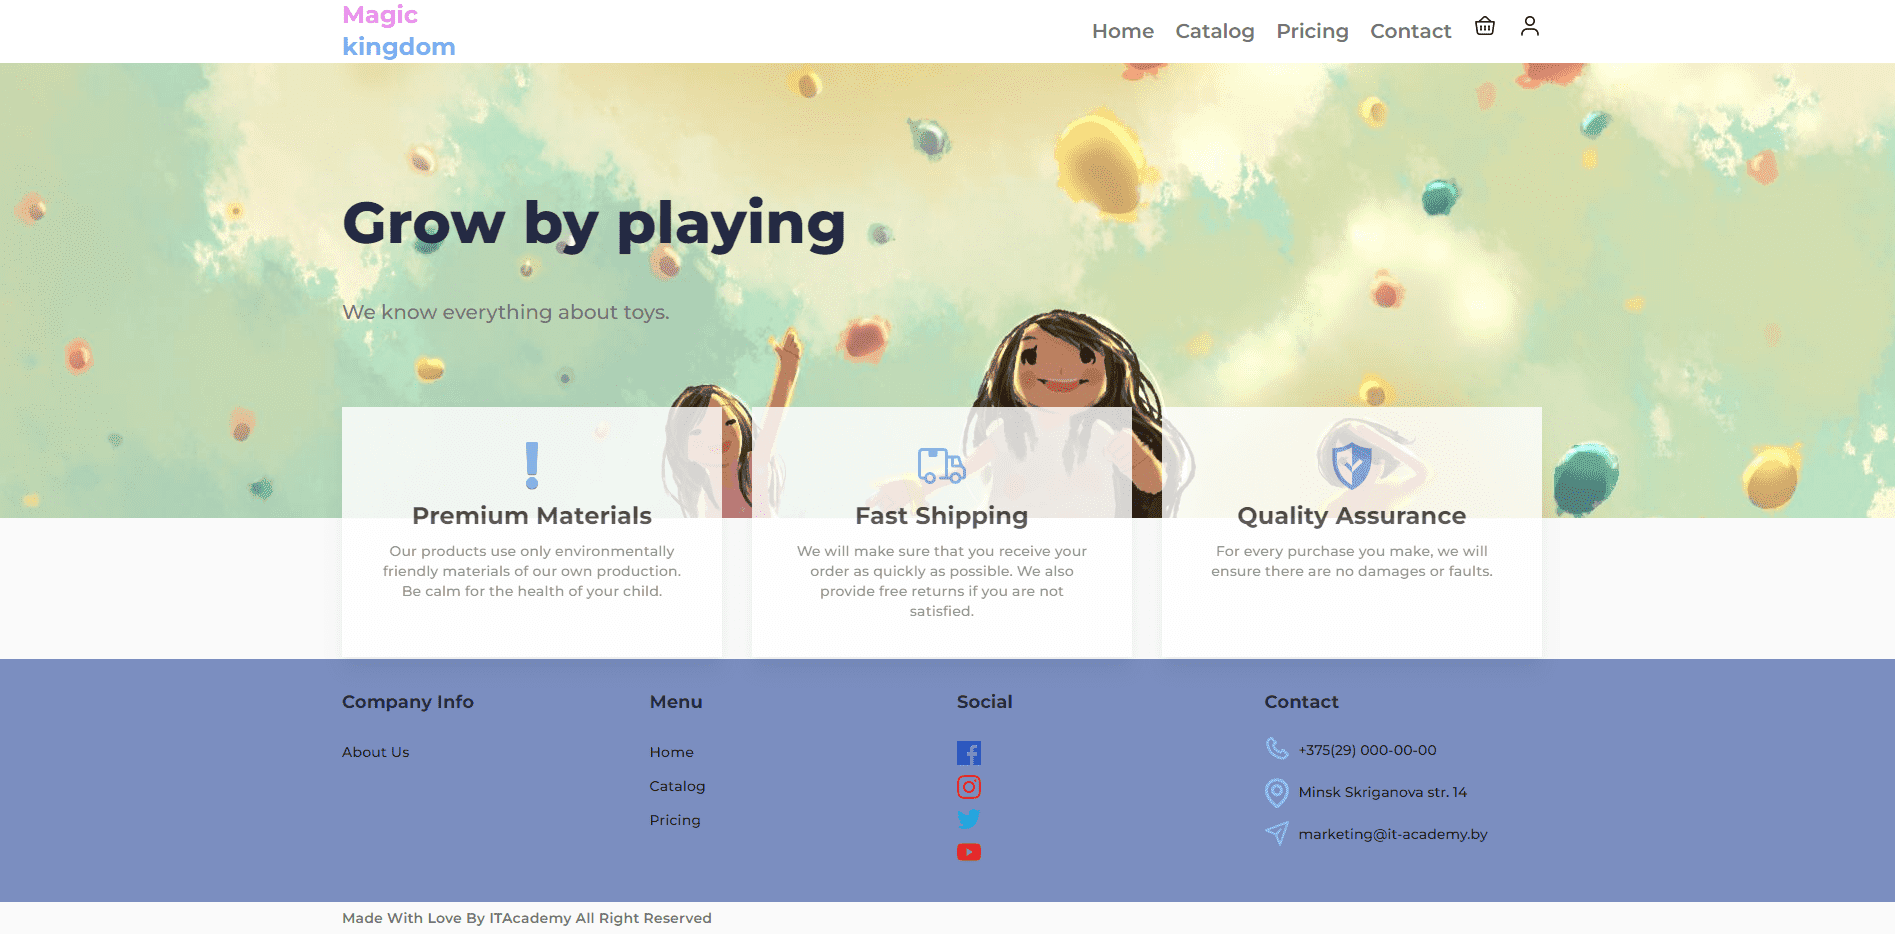 Magic
kingdom
Home Catalog Pricing Contact
Grow by playing
We know everything about toys.
Premium Materials
Our products use only environmentally
friendly materials of our own production.
Be calm for the health of your child.
Fast Shipping
We will make sure that you receive your
order as quickly as possible. We also
provide free returns if you are not
satisfied.
Quality Assurance
For every purchase you make, we will
ensure there are no damages or faults.
Company Info
About Us
Menu
Home
Catalog
Pricing
Social
Contact
+375(29) 000-00-00
Minsk Skriganova str. 14
marketing@it-academy.by
Made With Love By ITAcademy All Right Reserved